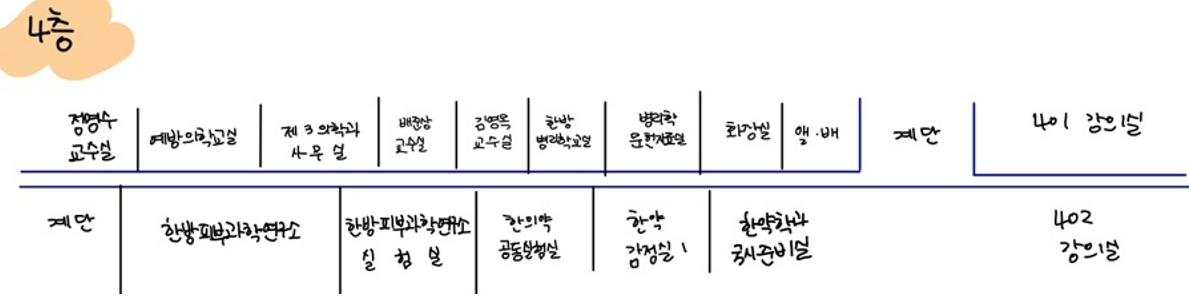 4층
정명수
교수실
예방의학교실
제 3 의학과
사무실
배준상
교수실
김영목
교수실
한방
병리학교실
병리학
문헌자료실
화장실
앨·배
계단
401 강의실
계단
한방피부과학연구소
한방피부과학연구소
실험실
한의약
공동실험실
한약
감정실 1
한약학과
국시준비실
402
강의실